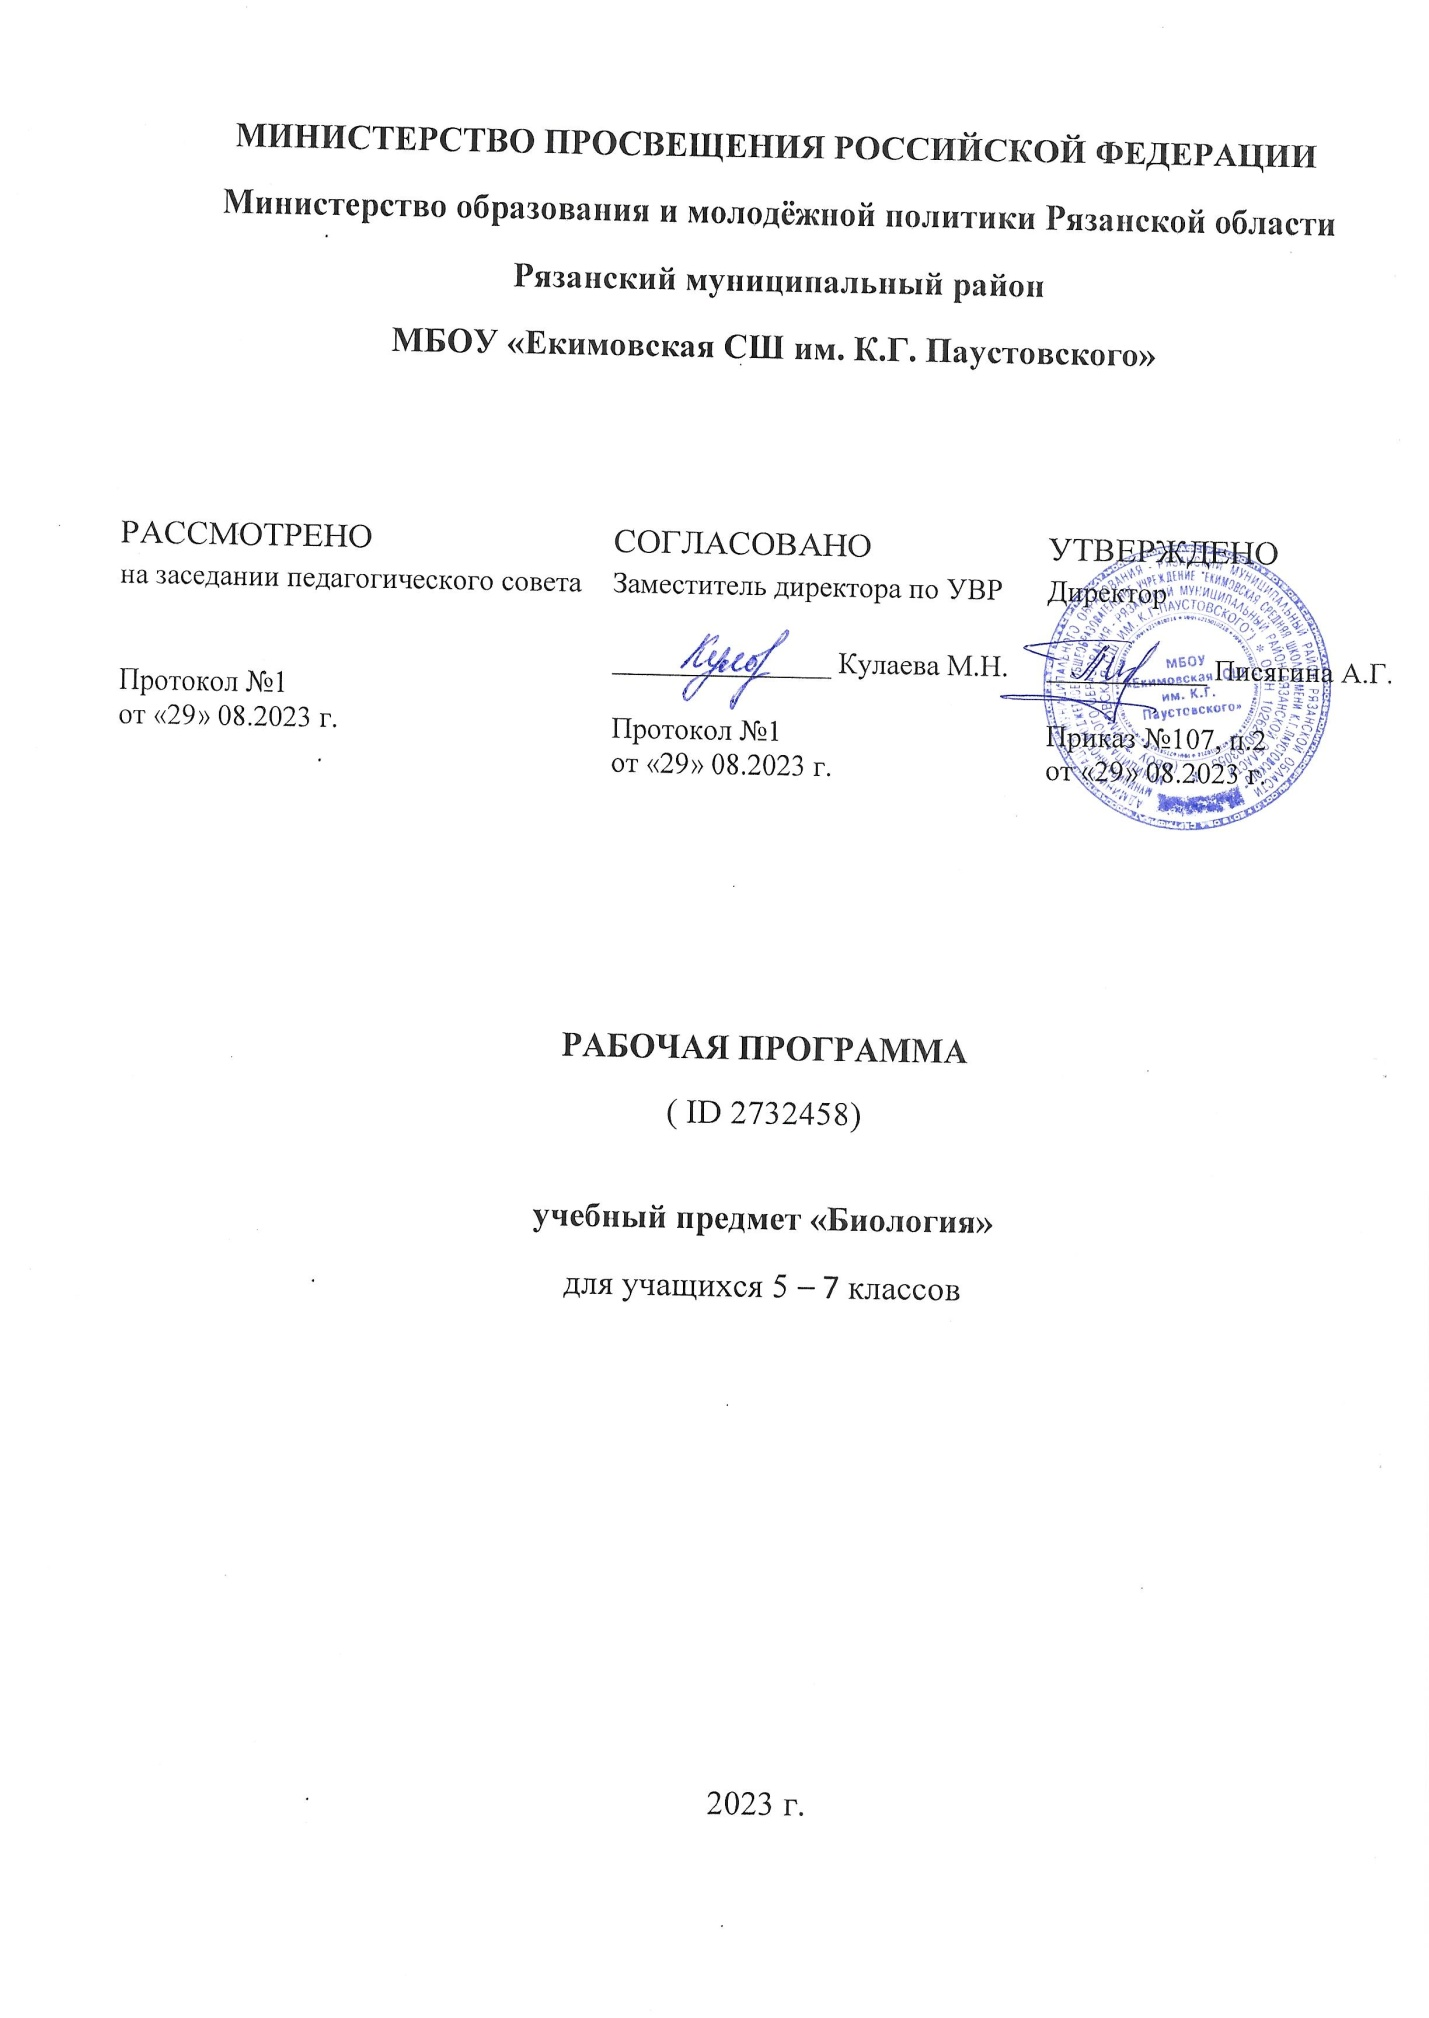 МИНИСТЕРСТВО ПРОСВЕЩЕНИЯ РОССИЙСКОЙ ФЕДЕРАЦИИ
Министерство образования и молодёжной политики Рязанской области
Рязанский муниципальный район
МБОУ «Екимовская СШ им. К.Г. Паустовского»
РАССМОТРЕНО
на заседании педагогического совета
Протокол №1
от «29» 08.2023 г.
СОГЛАСОВАНО
Заместитель директора по УВР
Кулаева М.Н.
Протокол №1
от «29» 08.2023 г.
УТВЕРЖДЕНО
Директор
Писягина А.Г.
Приказ №107, п.2
от «29» 08.2023 г.
МБОУ
«Екимовская СШ
им. К.Г.
Паустовского»
РАБОЧАЯ ПРОГРАММА
( ID 2732458)
учебный предмет «Биология»
для учащихся 5 – 7 классов
2023 г.